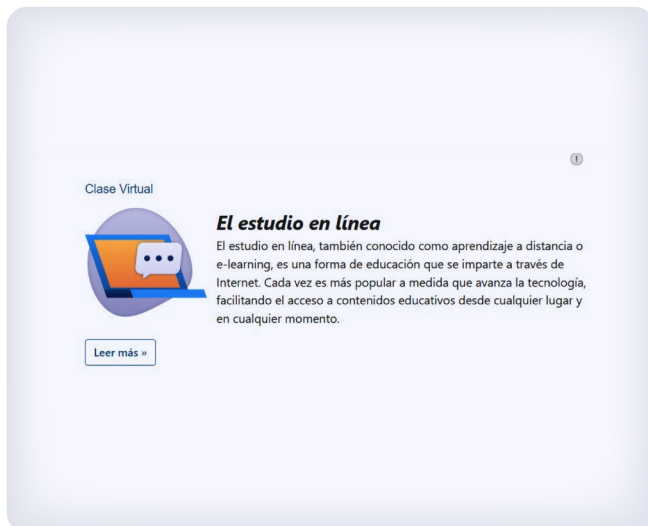 !
Clase Virtual
El estudio en línea
El estudio en línea, también conocido como aprendizaje a distancia o
e-learning, es una forma de educación que se imparte a través de
Internet. Cada vez es más popular a medida que avanza la tecnología,
facilitando el acceso a contenidos educativos desde cualquier lugar y
en cualquier momento.
Leer más »